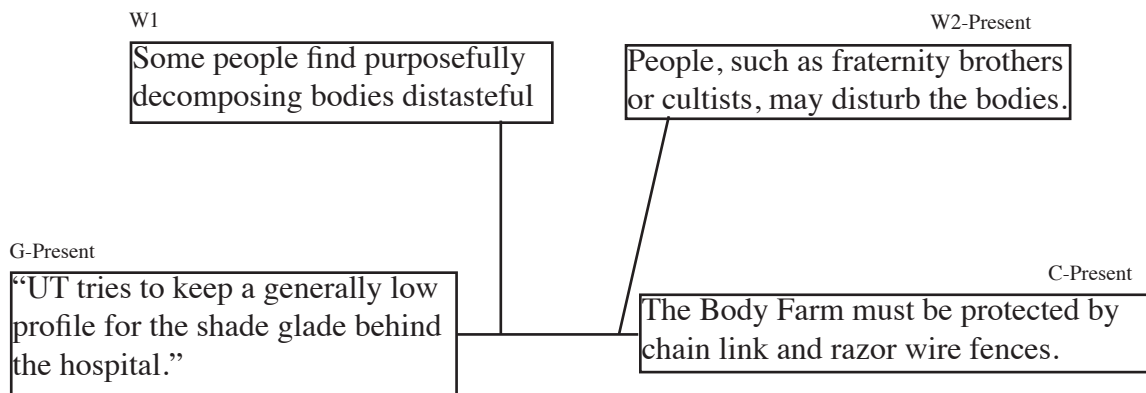 W1
Some people find purposefully
decomposing bodies distasteful
W2-Present
People, such as fraternity brothers
or cultists, may disturb the bodies.
G-Present
“UT tries to keep a generally low
profile for the shade glade behind
the hospital.”
C-Present
The Body Farm must be protected by
chain link and razor wire fences.